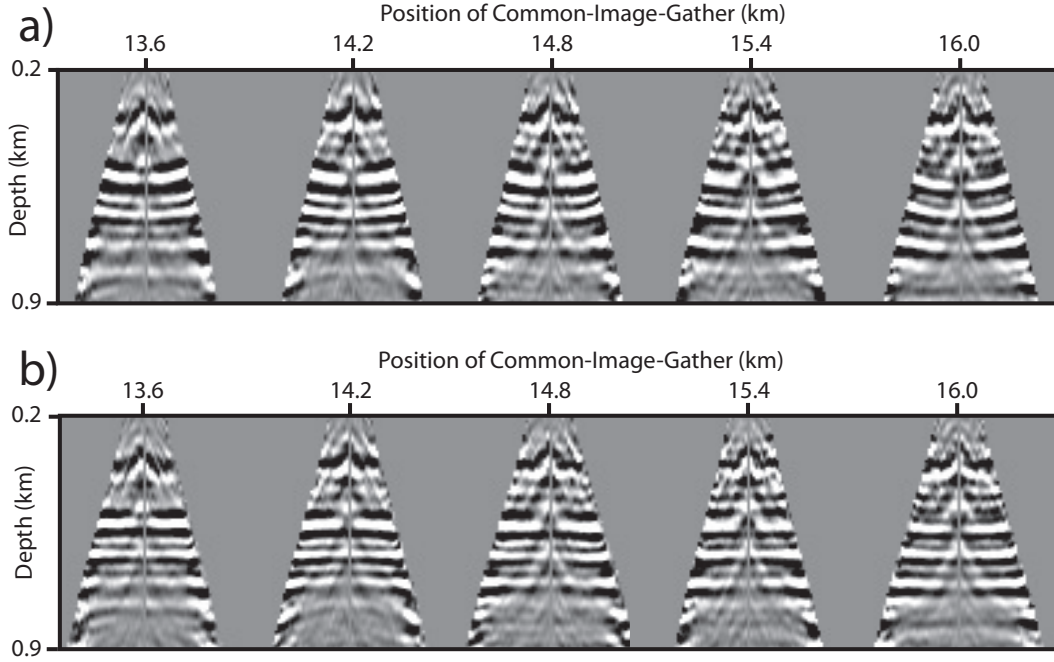 a)
Position of Common-Image-Gather (km)
13.6 14.2 14.8 15.4 16.0
0.2
Depth (km)
0.9
b)
Position of Common-Image-Gather (km)
13.6 14.2 14.8 15.4 16.0
0.2
Depth (km)
0.9